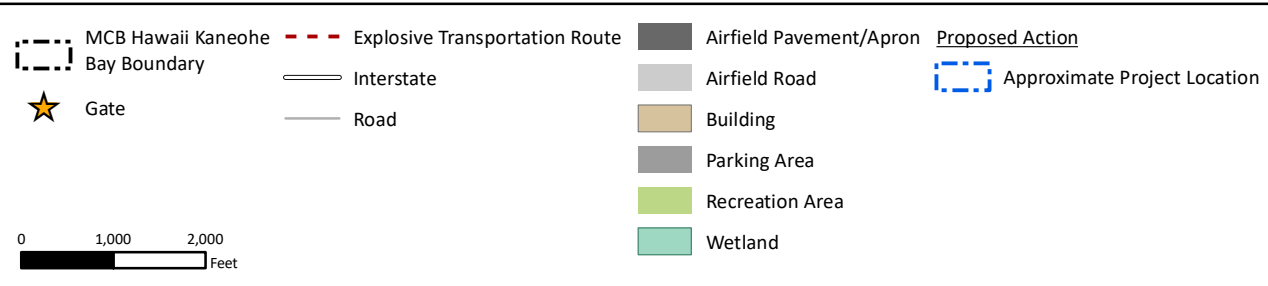 MCB Hawaii Kaneohe
Bay Boundary
Gate
Explosive Transportation Route
Interstate
Road
Airfield Pavement/Apron
Airfield Road
Building
Parking Area
Recreation Area
Wetland
Proposed Action
Approximate Project Location
0 1,000 2,000
Feet